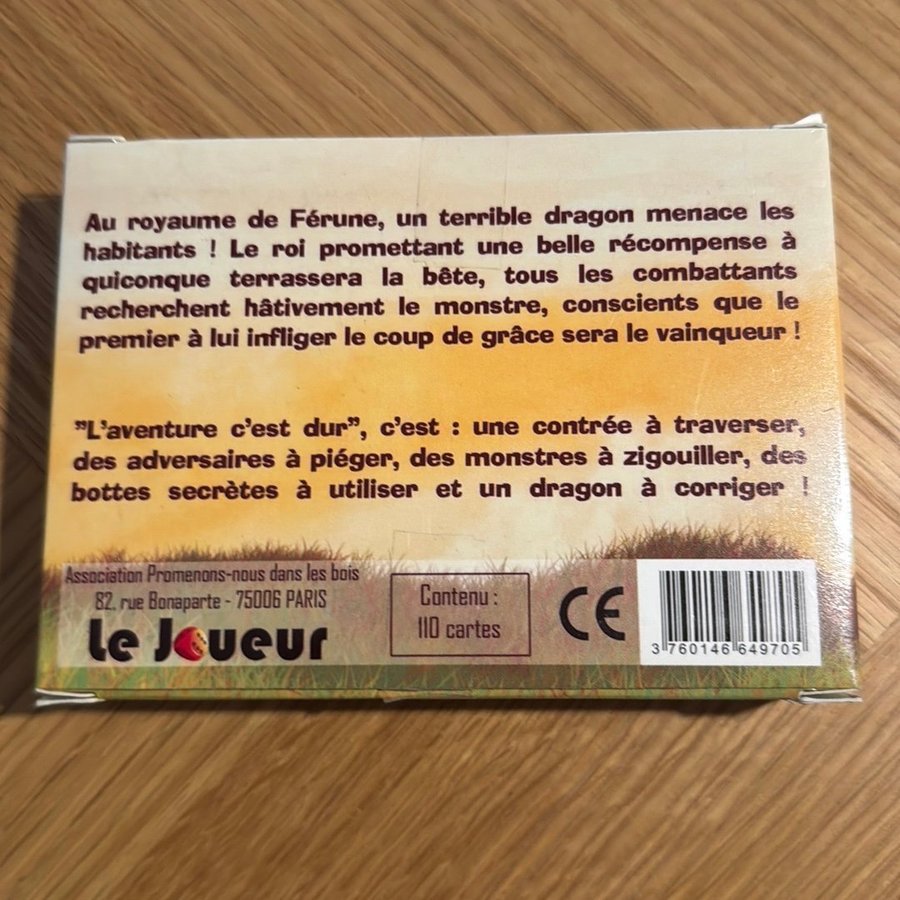 Au royaume de Férune, un terrible dragon menace les
habitants ! Le roi promettant une belle récompense à
quiconque terrassera la bête, tous les combattants
recherchent hâtivement le monstre, conscients que le
premier à lui infliger le coup de grâce sera le vainqueur !
"L'aventure c'est dur", c'est : une contrée à traverser,
des adversaires à piéger, des monstres à zigouiller, des
bottes secrètes à utiliser et un dragon à corriger !
Association Promenons-nous dans les bois
82, rue Bonaparte - 75006 PARIS
Le Joueur
Contenu :
110 cartes
CE
3 760146 649705